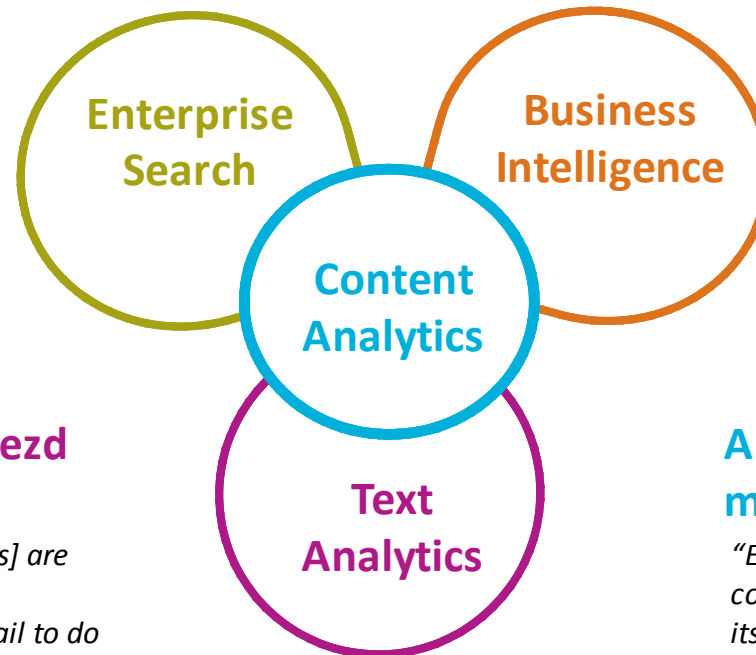 Enterprise
Search
Business
Intelligence
Content
Analytics
ezd
s] are
ail to do
Text
Analytics
A
m
“E
co
its